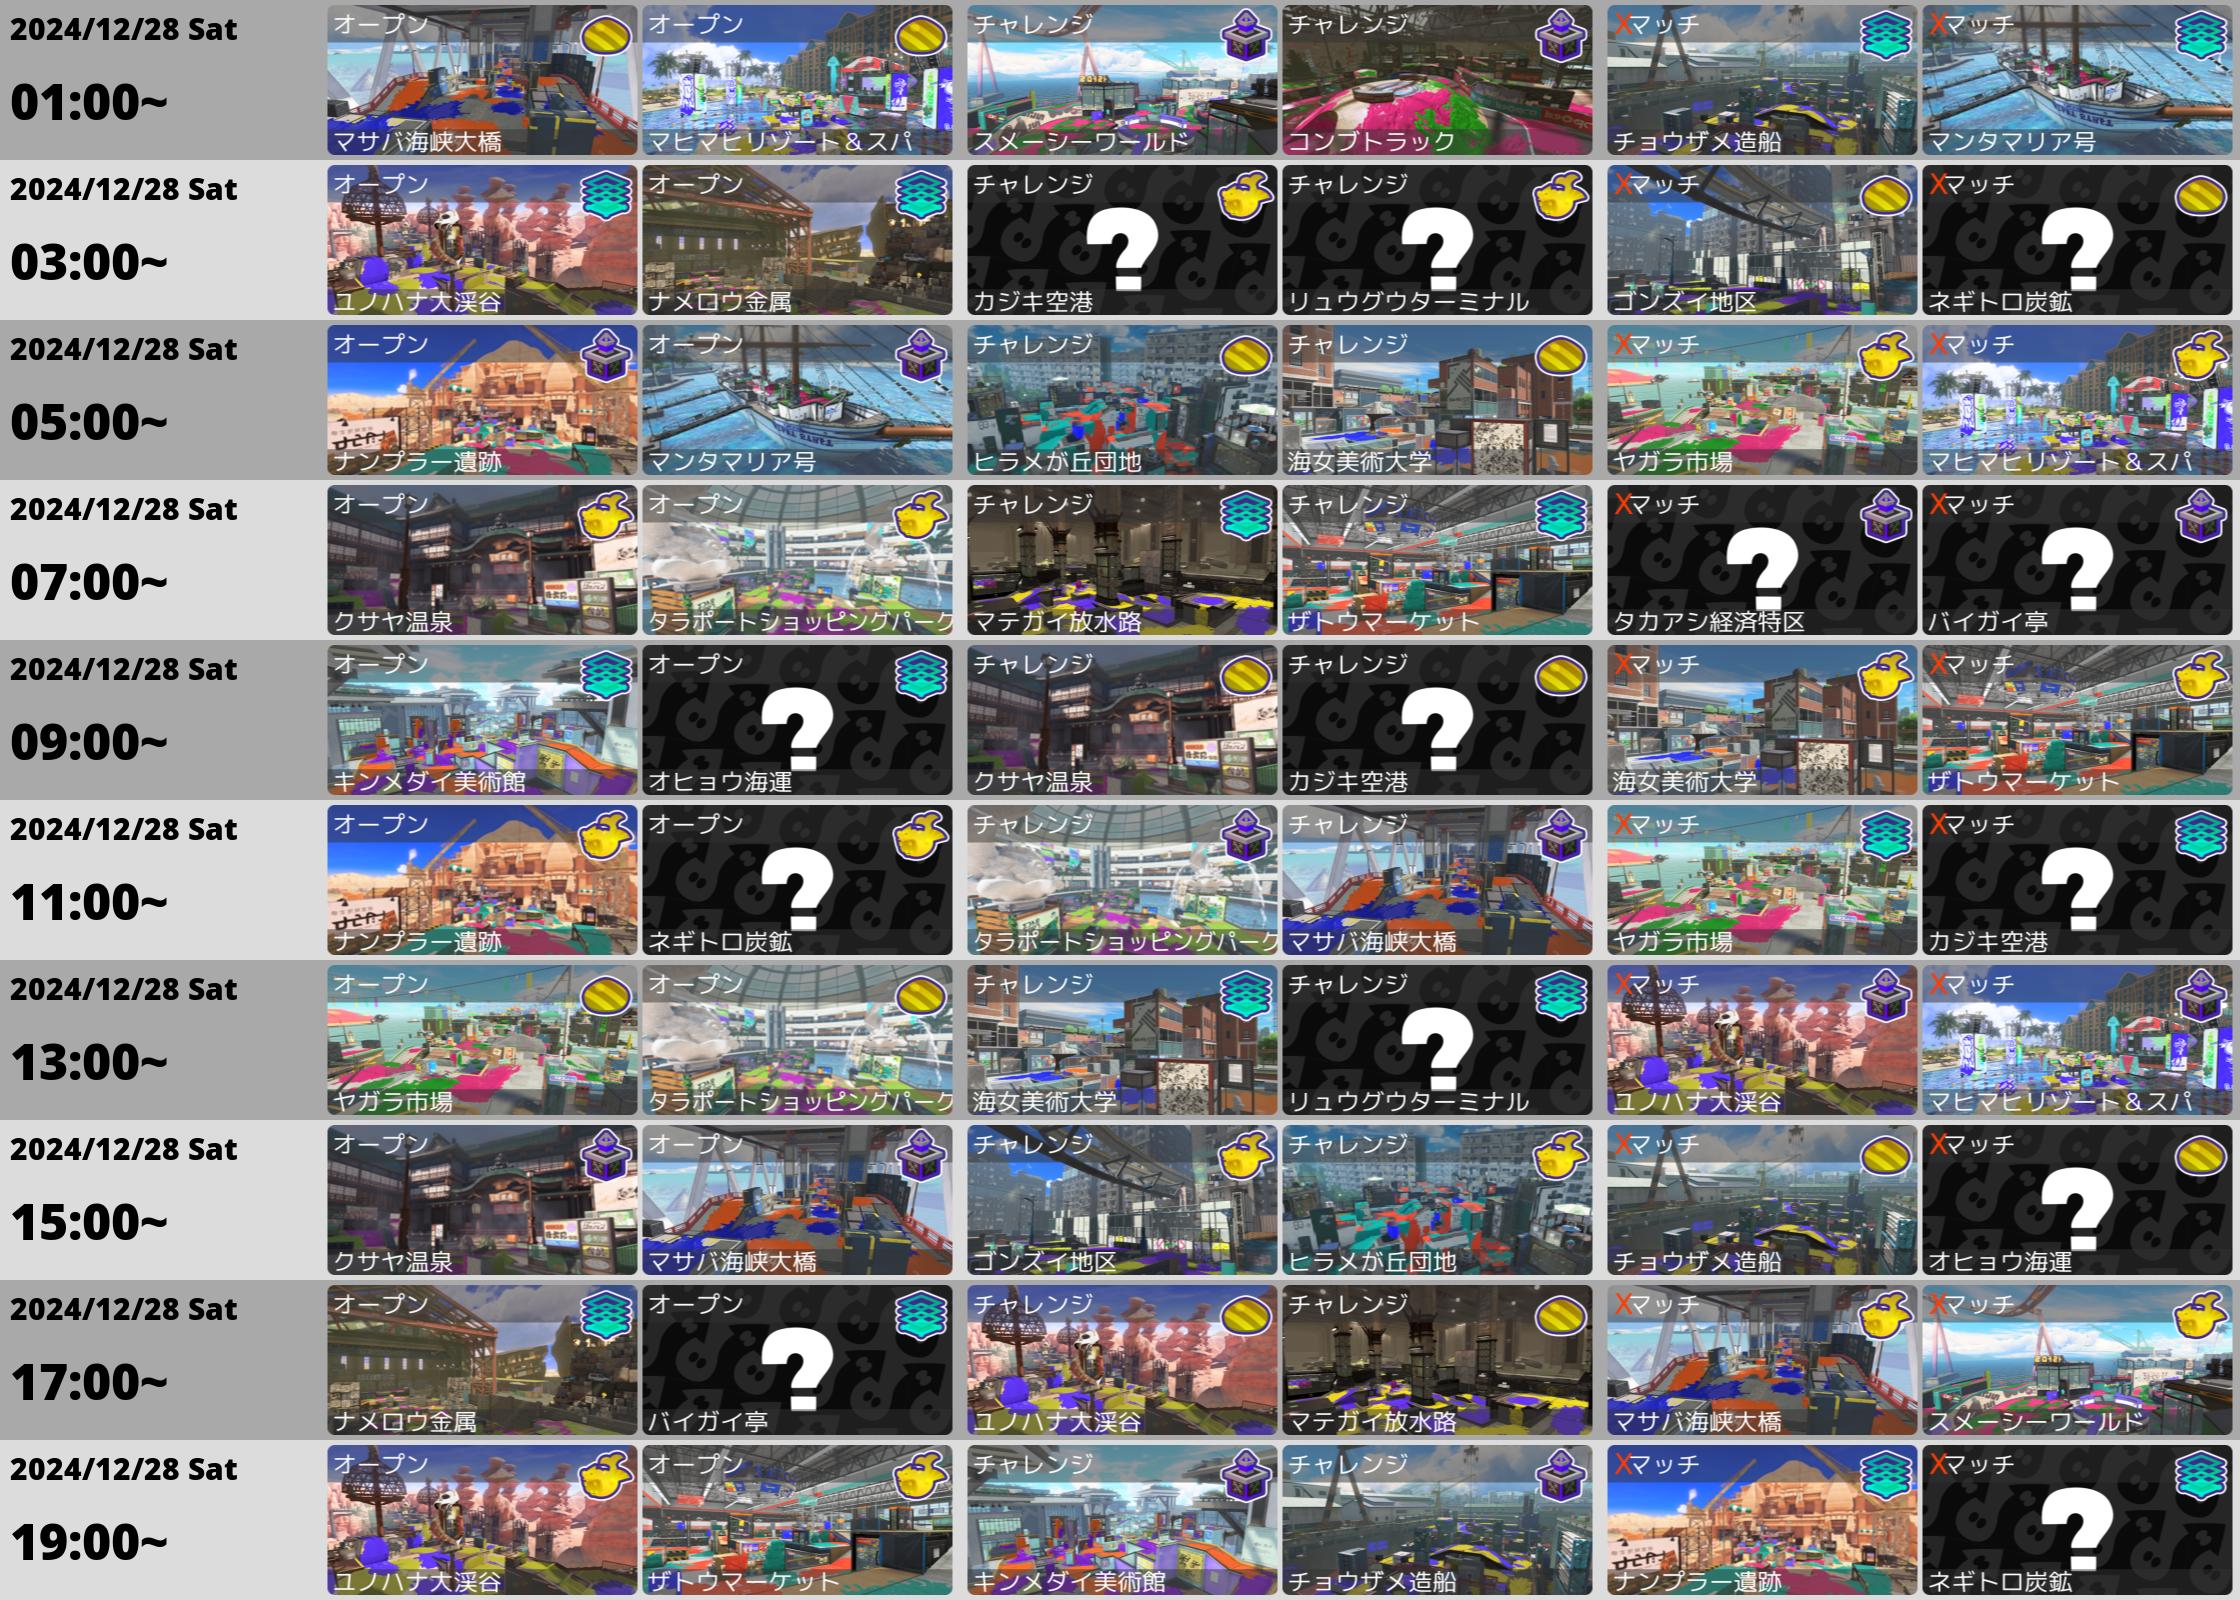 2024/12/28 Sat
01:00~
オープン
マサバ海峡大橋
オープン
マヒマヒリゾート＆スパ
チャレンジ
スメーシーワールド
チャレンジ
コンブトラック
Xマッチ
チョウザメ造船
Xマッチ
マンタマリア号
2024/12/28 Sat
03:00~
オープン
ユノハナ大渓谷
オープン
ナメロウ金属
チャレンジ
?
カジキ空港
チャレンジ
?
リュウグウターミナル
Xマッチ
ゴンズイ地区
Xマッチ
?
ネギトロ炭鉱
2024/12/28 Sat
05:00~
オープン
ナンプラー遺跡
オープン
マンタマリア号
チャレンジ
ヒラメが丘団地
チャレンジ
海女美術大学
Xマッチ
ヤガラ市場
Xマッチ
マヒマヒリゾート＆スパ
2024/12/28 Sat
07:00~
オープン
クサヤ温泉
オープン
タラポートショッピングパーク
チャレンジ
マテガイ放水路
チャレンジ
ザトウマーケット
Xマッチ
?
タカアシ経済特区
Xマッチ
?
バイガイ亭
2024/12/28 Sat
09:00~
オープン
キンメダイ美術館
オープン
?
オヒョウ海運
チャレンジ
クサヤ温泉
チャレンジ
?
カジキ空港
Xマッチ
海女美術大学
Xマッチ
ザトウマーケット
2024/12/28 Sat
11:00~
オープン
ナンプラー遺跡
オープン
?
ネギトロ炭鉱
チャレンジ
タラポートショッピングパーク
チャレンジ
マサバ海峡大橋
Xマッチ
ヤガラ市場
Xマッチ
?
カジキ空港
2024/12/28 Sat
13:00~
オープン
ヤガラ市場
オープン
タラポートショッピングパーク
チャレンジ
海女美術大学
チャレンジ
?
リュウグウターミナル
Xマッチ
ユノハナ大渓谷
Xマッチ
マヒマヒリゾート＆スパ
2024/12/28 Sat
15:00~
オープン
クサヤ温泉
オープン
マサバ海峡大橋
チャレンジ
ゴンズイ地区
チャレンジ
ヒラメが丘団地
Xマッチ
チョウザメ造船
Xマッチ
?
オヒョウ海運
2024/12/28 Sat
17:00~
オープン
ナメロウ金属
オープン
?
バイガイ亭
チャレンジ
ユノハナ大渓谷
チャレンジ
マテガイ放水路
Xマッチ
マサバ海峡大橋
Xマッチ
スメーシーワールド
2024/12/28 Sat
19:00~
オープン
ユノハナ大渓谷
オープン
ザトウマーケット
チャレンジ
キンメダイ美術館
チャレンジ
チョウザメ造船
Xマッチ
ナンプラー遺跡
Xマッチ
?
ネギトロ炭鉱